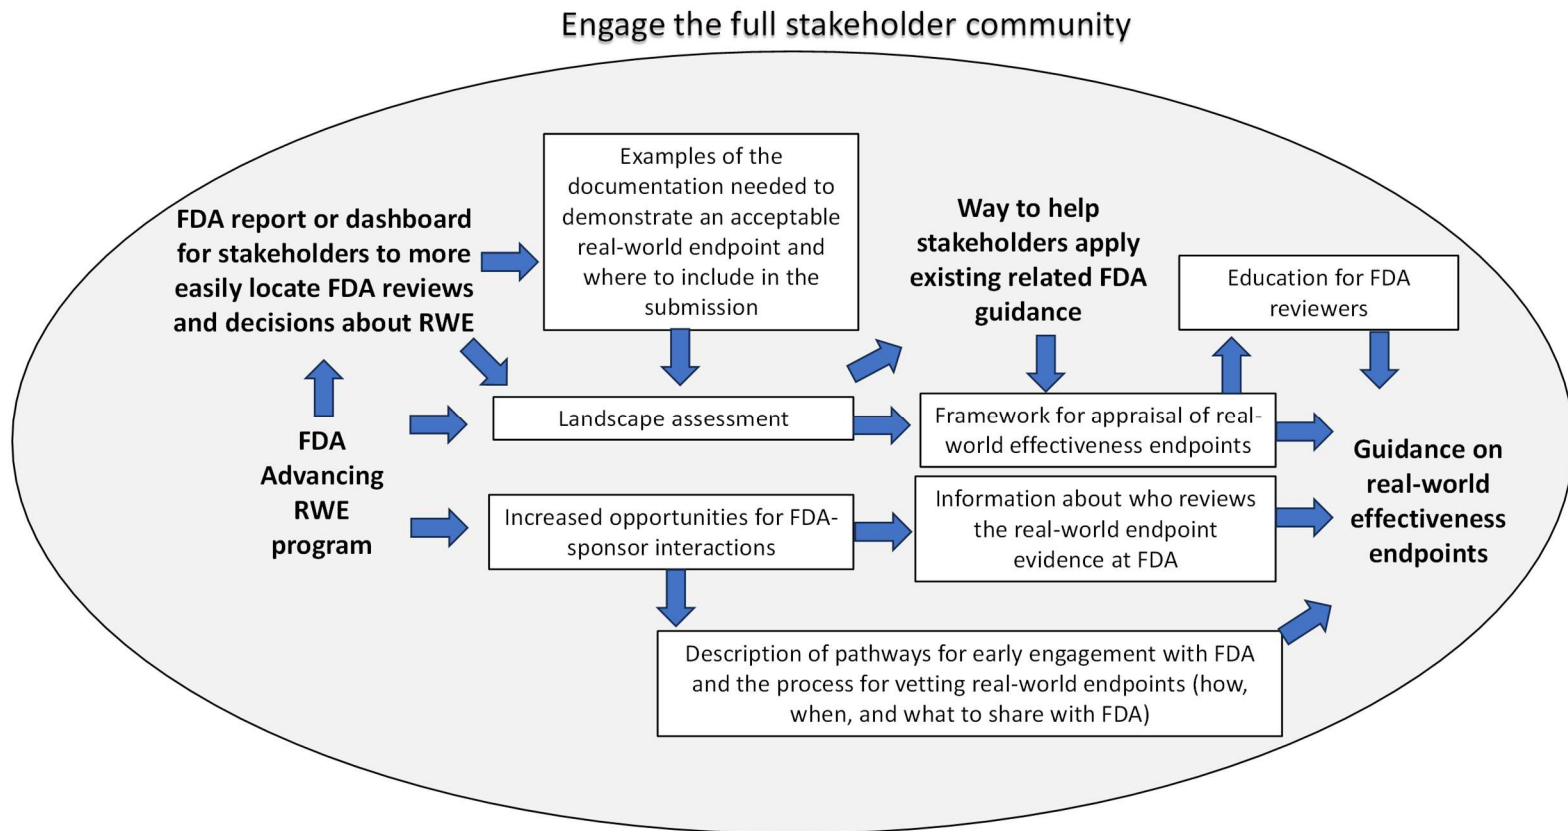 Engage the full stakeholder community
Examples of the
documentation needed to
demonstrate an acceptable
real-world endpoint and
where to include in the
submission
FDA report or dashboard
for stakeholders to more
easily locate FDA reviews
and decisions about RWE
Way to help
stakeholders apply
existing related FDA
guidance
Education for FDA
reviewers
FDA
Advancing
RWE
program
Landscape assessment
Framework for appraisal of real-
world effectiveness endpoints
Increased opportunities for FDA-
sponsor interactions
Information about who reviews
the real-world endpoint
evidence at FDA
Guidance on
real-world
effectiveness
endpoints
Description of pathways for early engagement with FDA
and the process for vetting real-world endpoints (how,
when, and what to share with FDA)